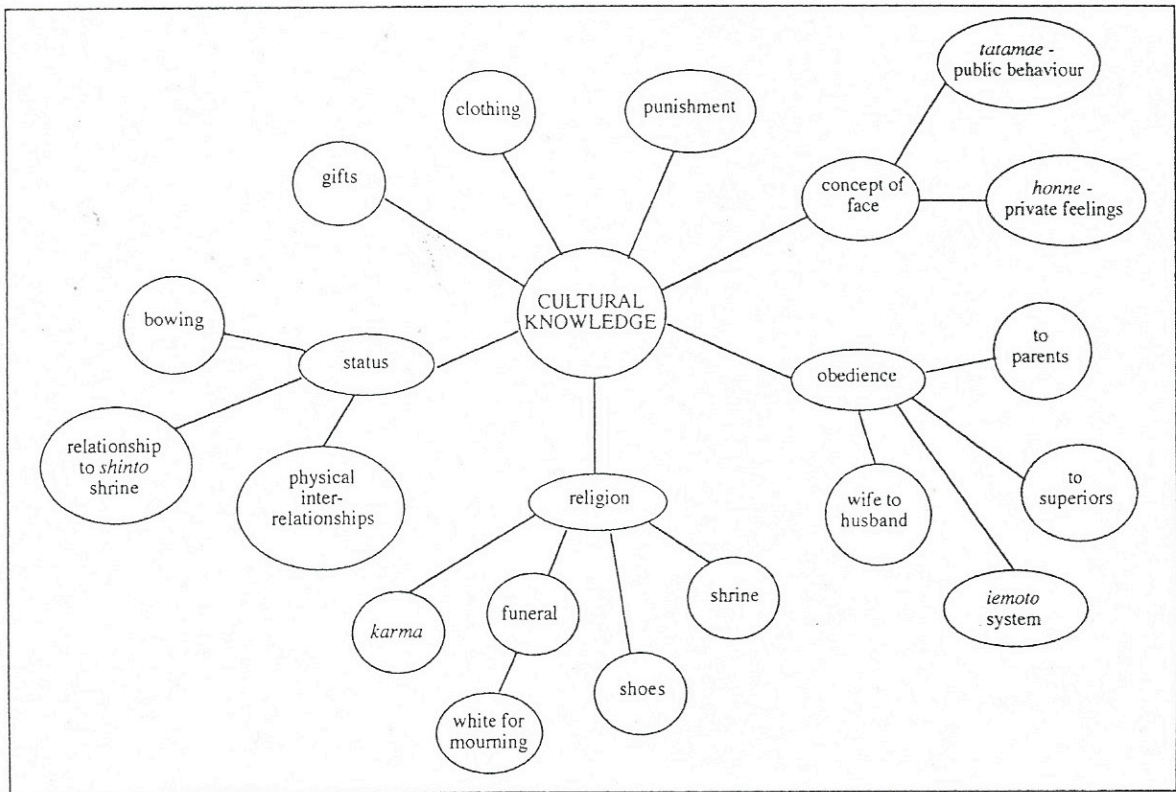 tatamae -
public behaviour
clothing
punishment
gifts
concept of
face
honne -
private feelings
CULTURAL
KNOWLEDGE
bowing
status
to
parents
obedience
relationship
to shinto
shrine
physical
inter-
relationships
religion
wife to
husband
to
superiors
karma
funeral
shrine
iemoto
system
shoes
white for
mourning